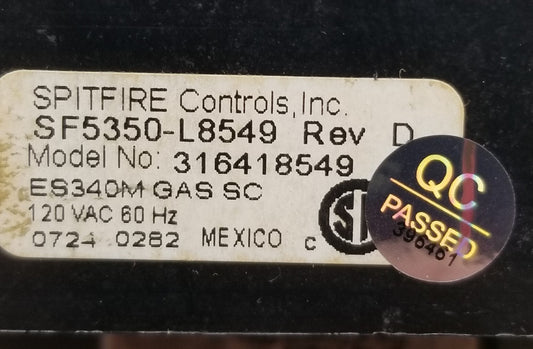 SPITFIRE Controls, Inc.
SF5350-L8549 Rev D
Model No: 316418549
ES340M GAS SC
120 VAC 60 Hz
0724 0282 MEXICO
C
QC
PASSED
396461